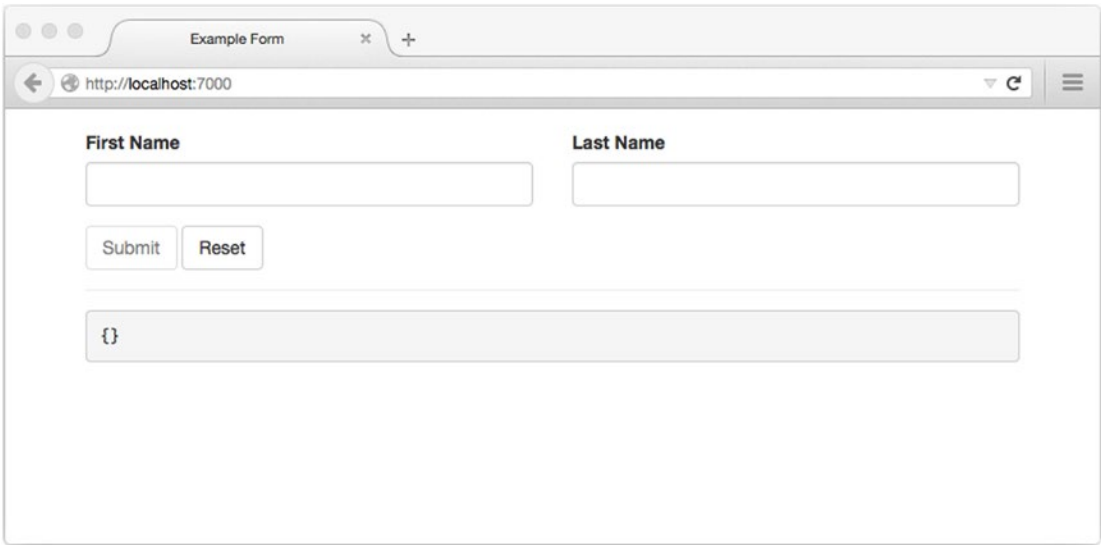 Example Form
http://localhost:7000
First Name
Last Name
Submit
Reset
{}